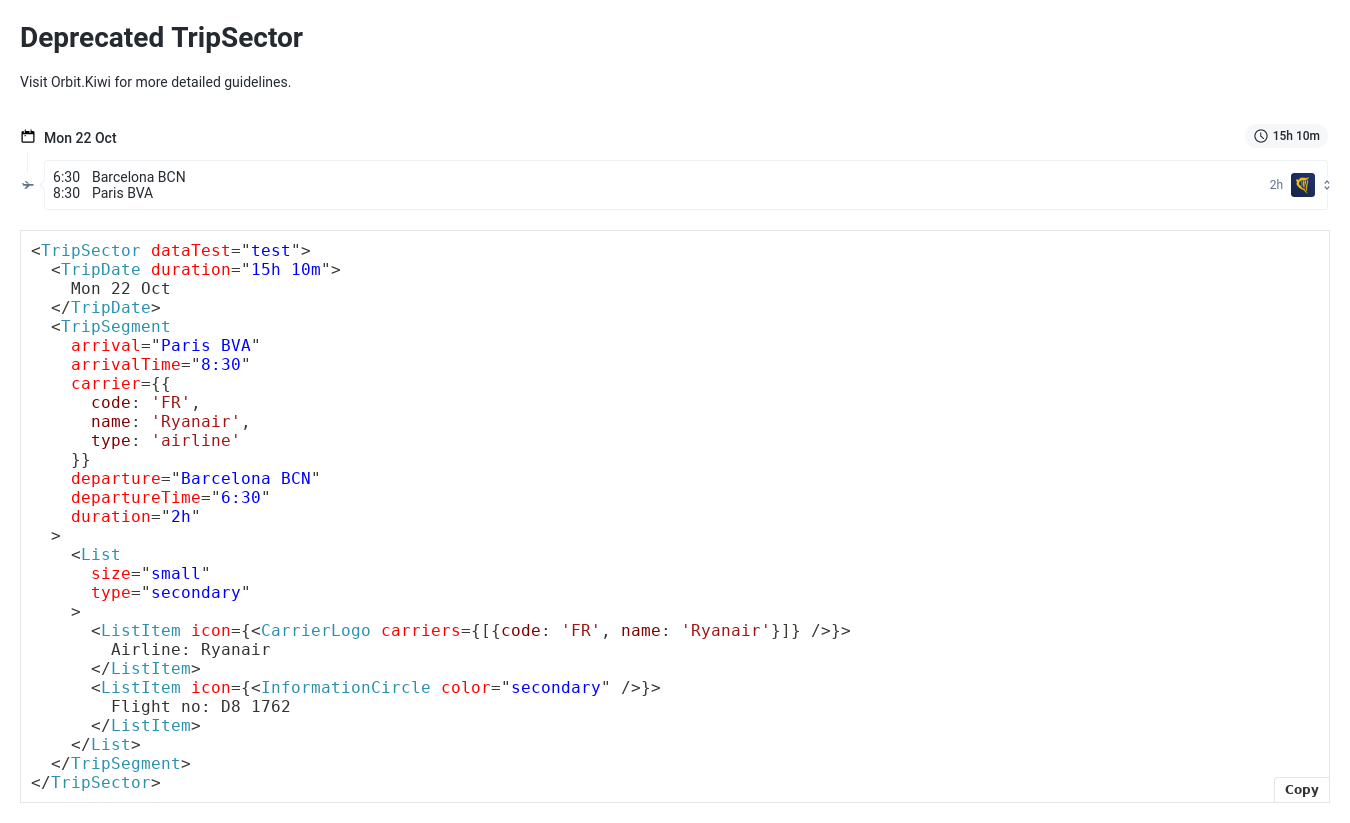 Deprecated TripSector
Visit Orbit.Kiwi for more detailed guidelines.
Mon 22 Oct
15h 10m
6:30 Barcelona BCN
8:30 Paris BVA
2h
<TripSector dataTest="test">
  <TripDate duration="15h 10m">
    Mon 22 Oct
  </TripDate>
  <TripSegment
    arrival="Paris BVA"
    arrivalTime="8:30"
    carrier={{
      code: 'FR',
      name: 'Ryanair',
      type: 'airline'
    }}
    departure="Barcelona BCN"
    departureTime="6:30"
    duration="2h"
  >
    <List
      size="small"
      type="secondary"
    >
      <ListItem icon={<CarrierLogo carriers={[{code: 'FR', name: 'Ryanair'}]} />}>
        Airline: Ryanair
      </ListItem>
      <ListItem icon={<InformationCircle color="secondary" />}>
        Flight no: D8 1762
      </ListItem>
    </List>
  </TripSegment>
</TripSector>
Copy